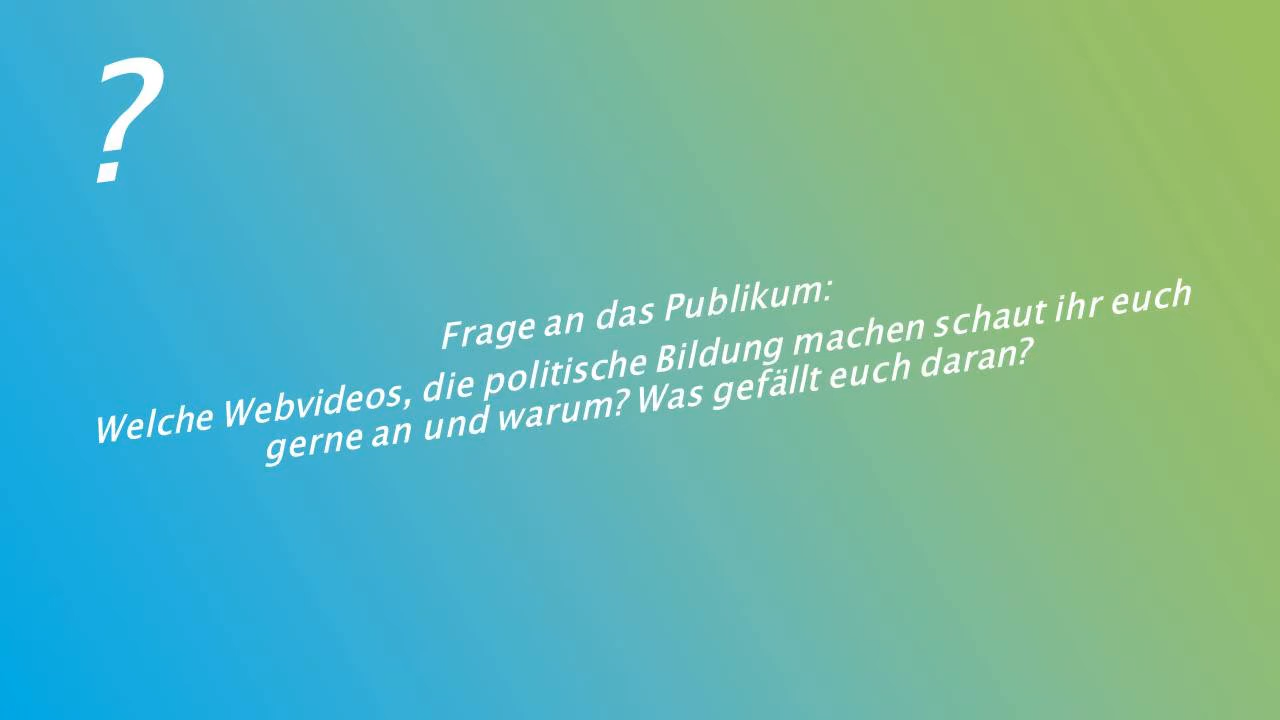 ?
Frage an das Publikum:
Welche Webvideos, die politische Bildung machen schaut ihr euch
gerne an und warum? Was gefällt euch daran?